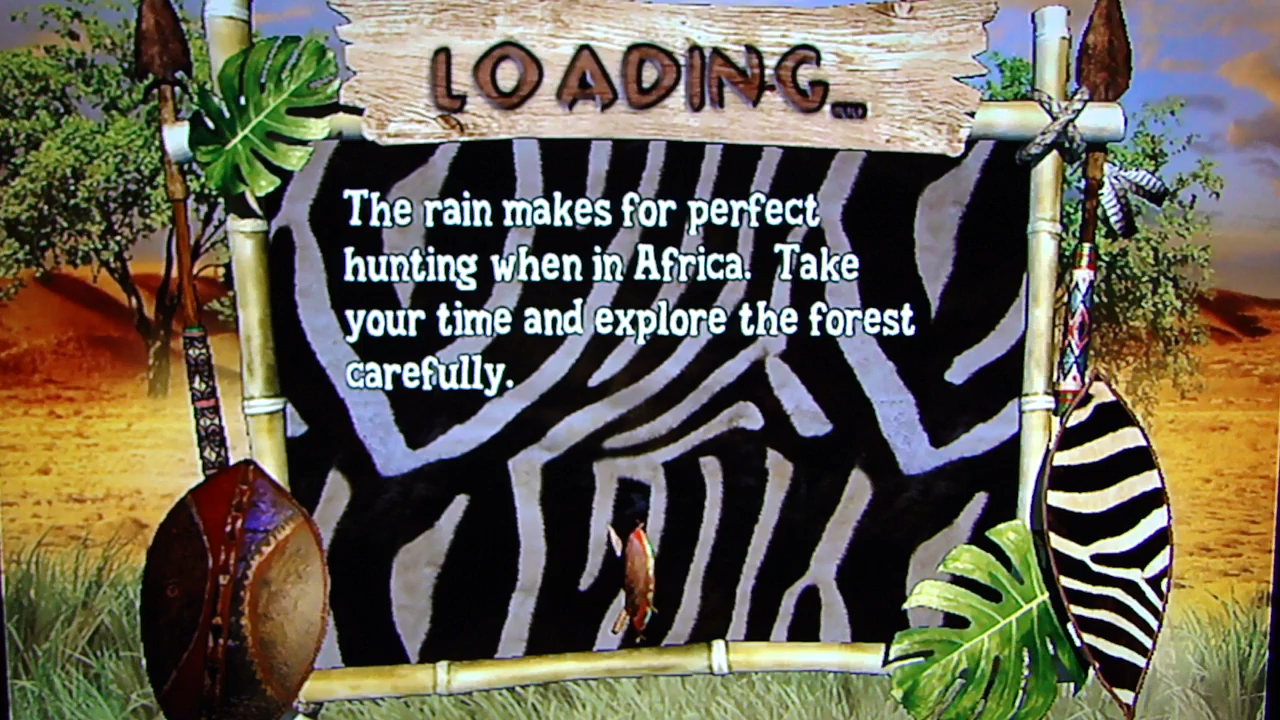 LOADING...
The rain makes for perfect
hunting when in Africa.  Take
your time and explore the forest
carefully.